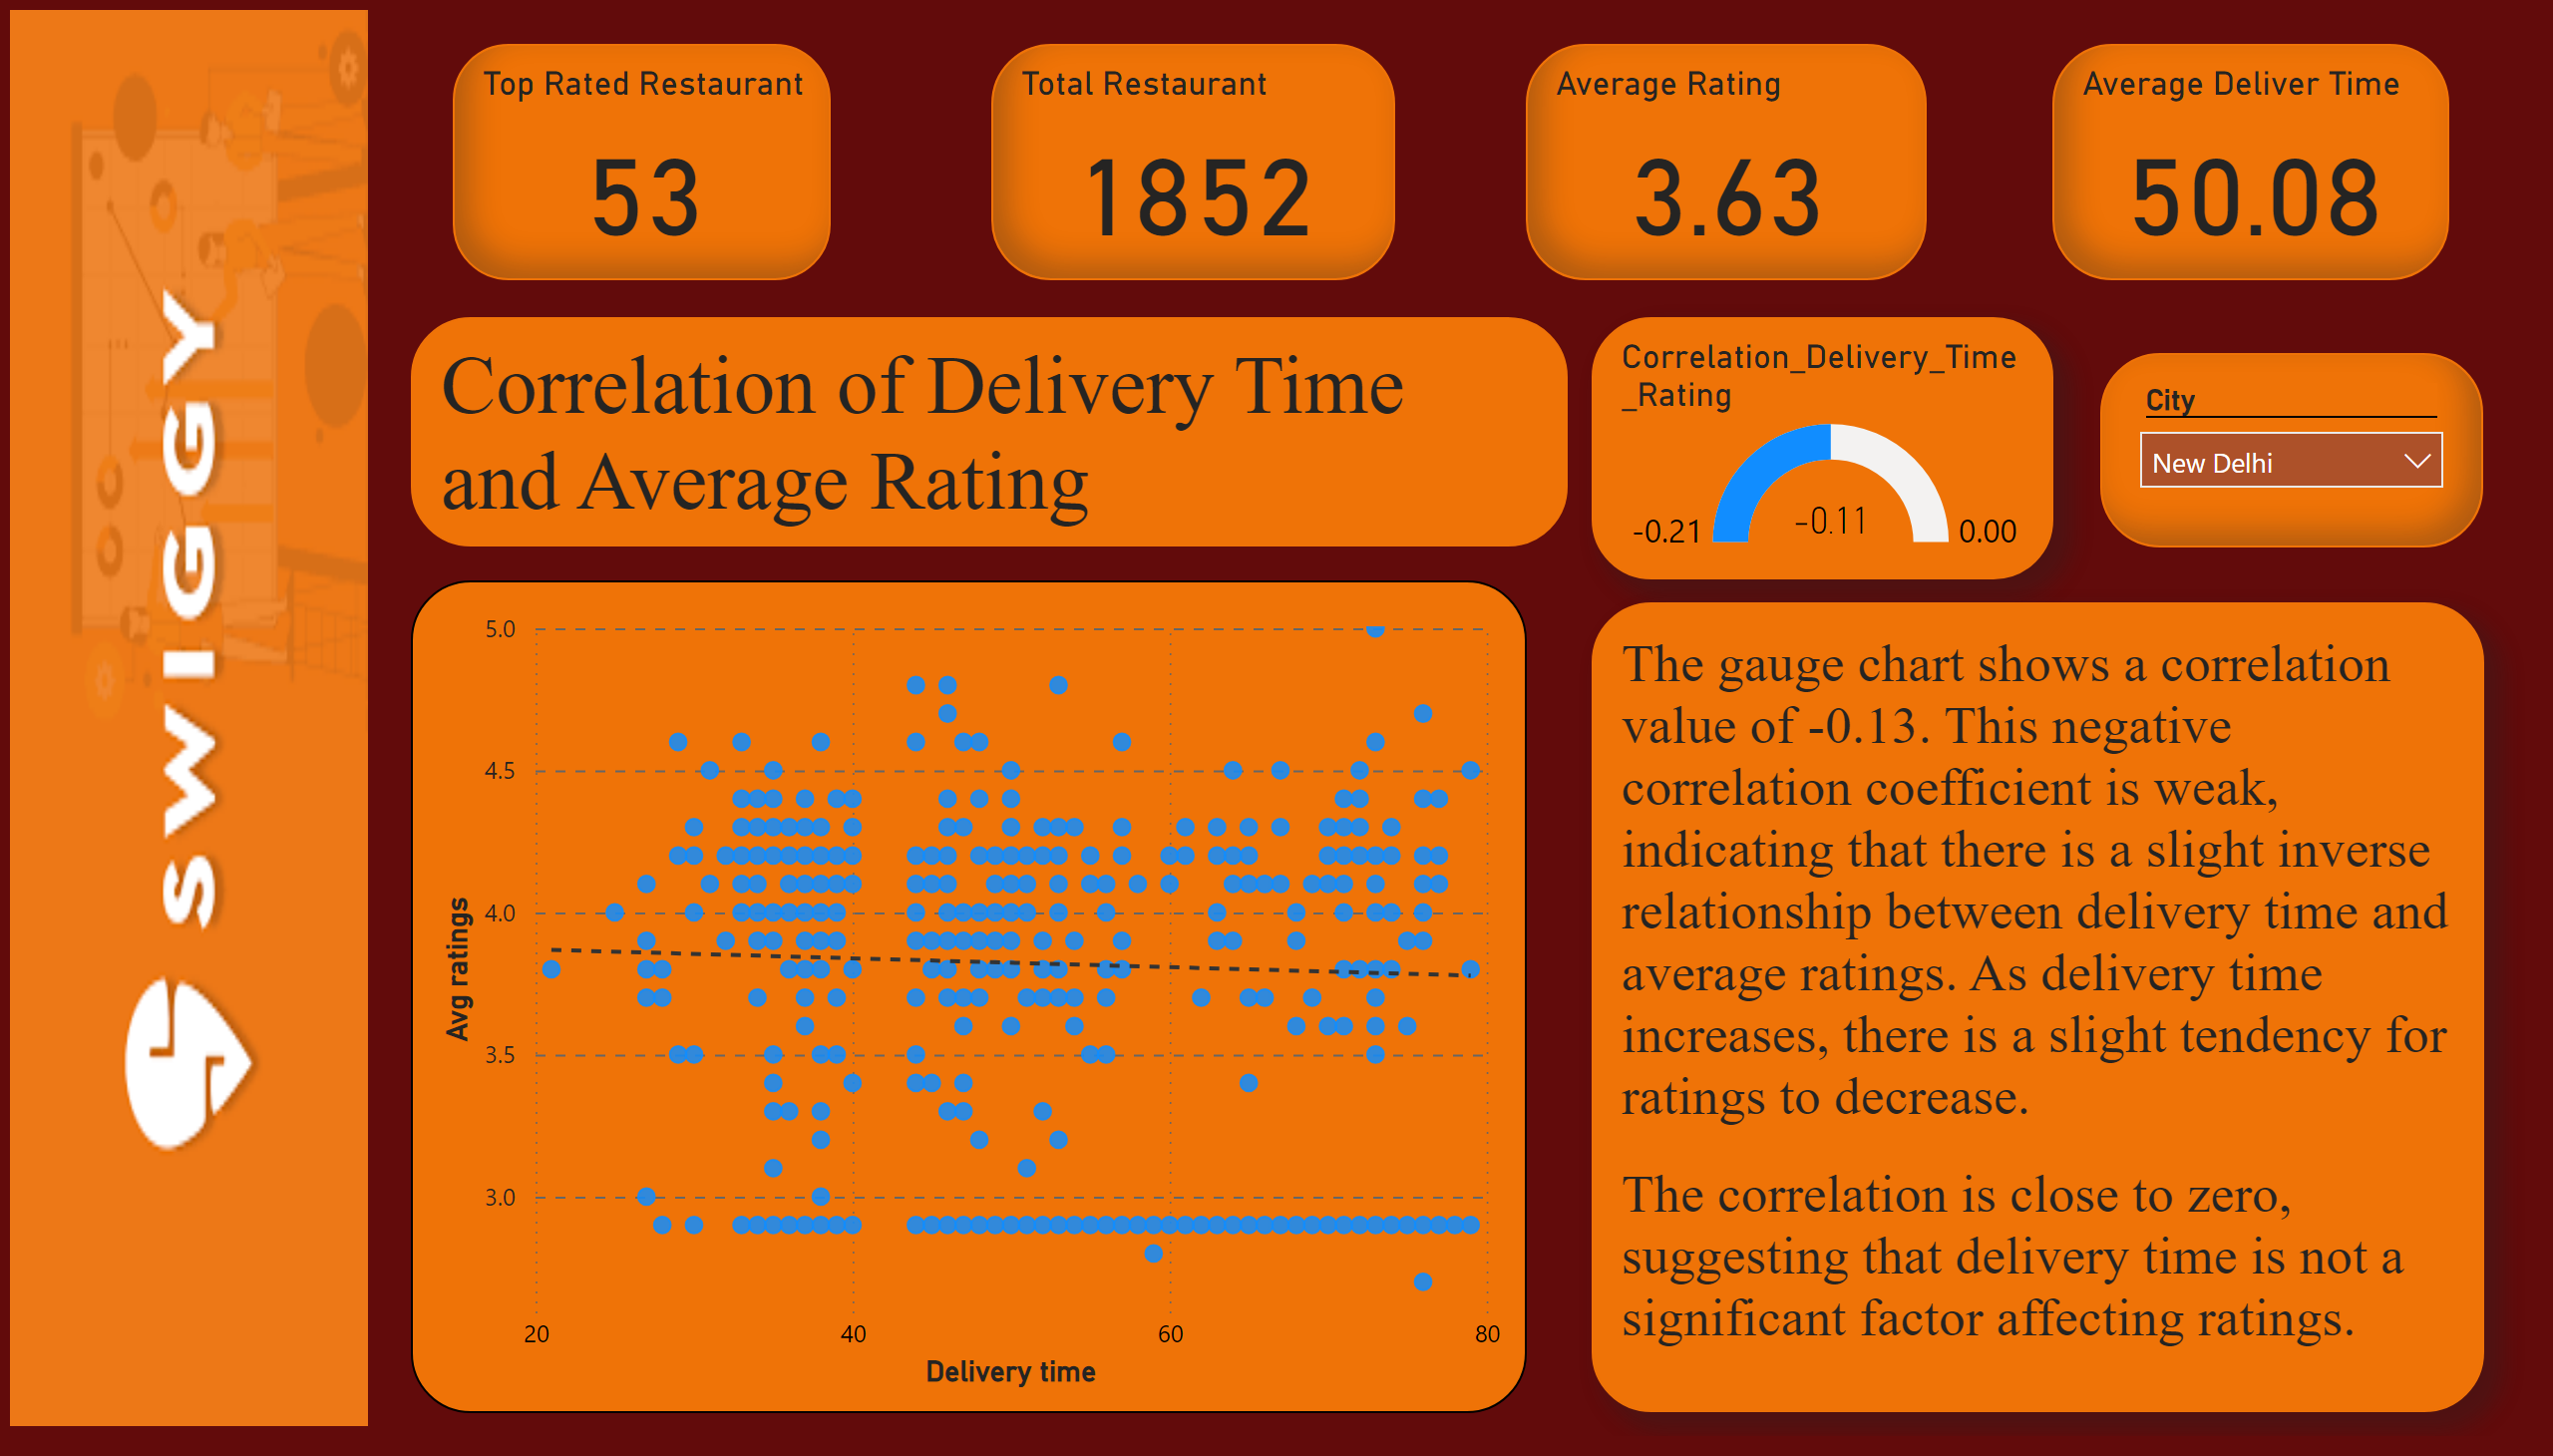 SWIGGY
Top Rated Restaurant
53
Total Restaurant
1852
Average Rating
3.63
Average Deliver Time
50.08
Correlation of Delivery Time
and Average Rating
Correlation_Delivery_Time
_Rating
-0.21
-0.11
0.00
City
New Delhi
5.0
4.5
4.0
3.5
3.0
Avg ratings
20
40
60
80
Delivery time
The gauge chart shows a correlation
value of -0.13. This negative
correlation coefficient is weak,
indicating that there is a slight inverse
relationship between delivery time and
average ratings. As delivery time
increases, there is a slight tendency for
ratings to decrease.
The correlation is close to zero,
suggesting that delivery time is not a
significant factor affecting ratings.